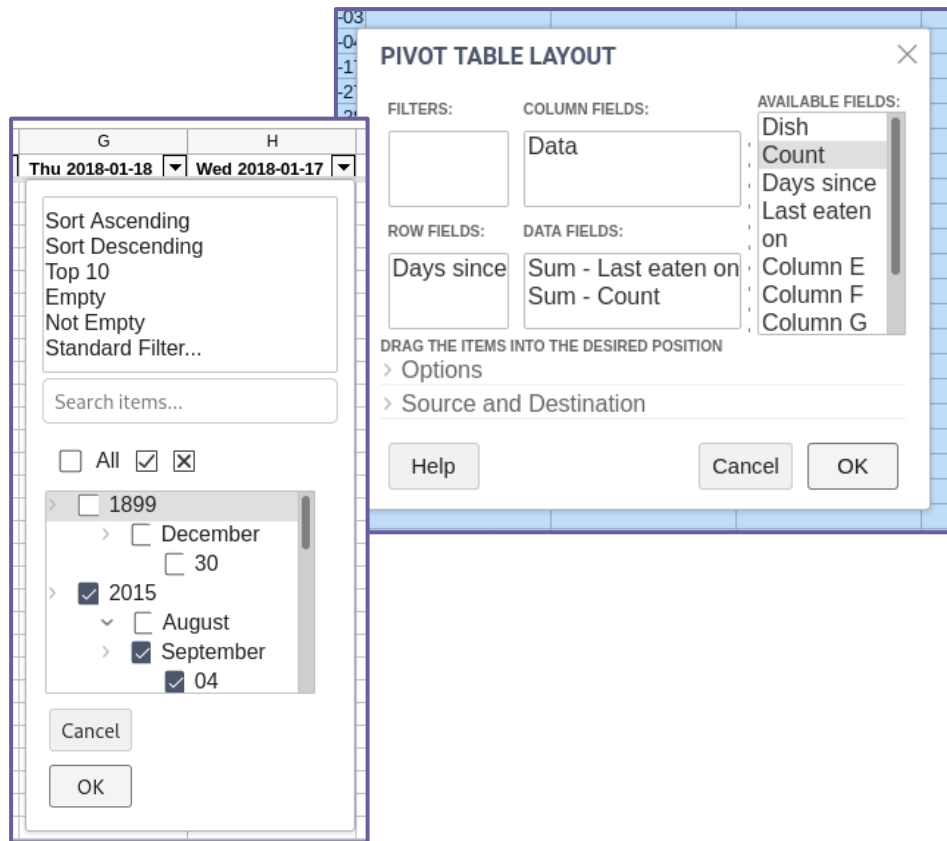 -03
-04
-17
-27
PIVOT TABLE LAYOUT
FILTERS:
COLUMN FIELDS:
AVAILABLE FIELDS:
Data
Dish
Count
Days since
Last eaten
on
Column E
Column F
Column G
ROW FIELDS:
DATA FIELDS:
Days since
Sum - Last eaten on
Sum - Count
DRAG THE ITEMS INTO THE DESIRED POSITION
Options
Source and Destination
Help
Cancel
OK
G
H
Thu 2018-01-18
Wed 2018-01-17
Sort Ascending
Sort Descending
Top 10
Empty
Not Empty
Standard Filter...
Search items...
All
1899
December
30
2015
August
September
04
Cancel
OK